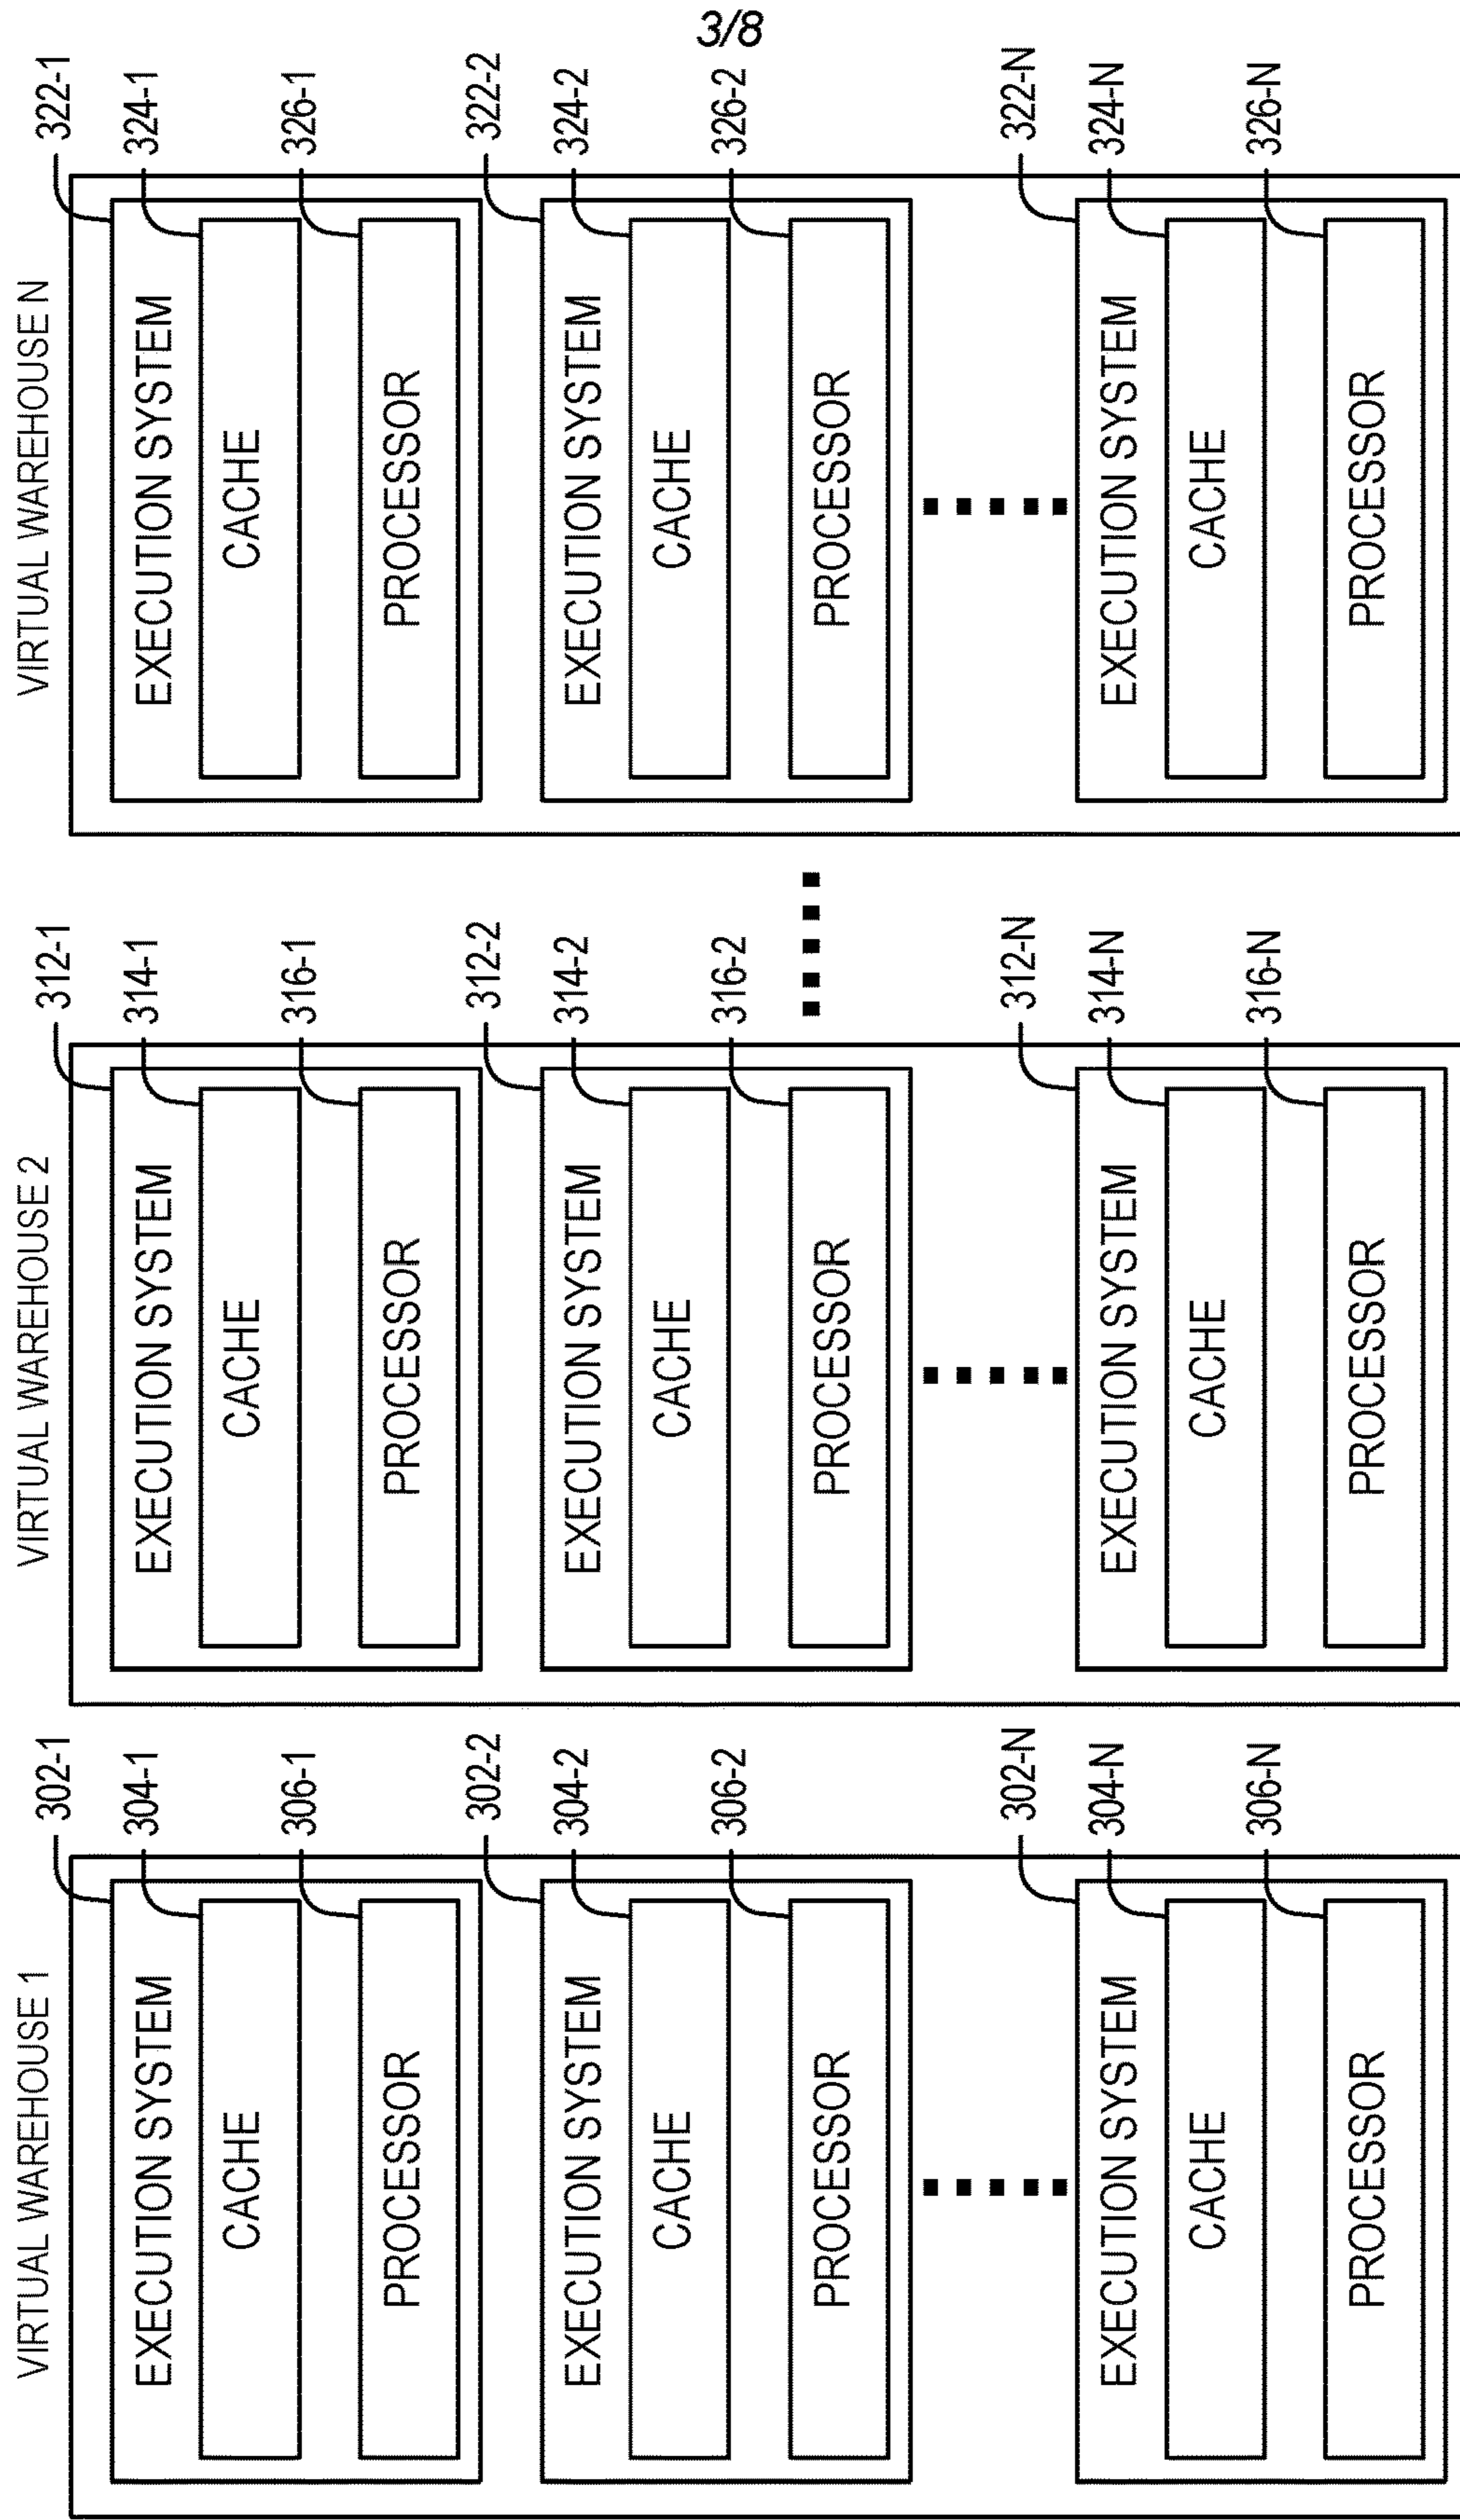 3/8
VIRTUAL WAREHOUSE 1
302-1
EXECUTION SYSTEM
304-1
CACHE
306-1
PROCESSOR
302-2
EXECUTION SYSTEM
304-2
CACHE
306-2
PROCESSOR
302-N
EXECUTION SYSTEM
304-N
CACHE
306-N
PROCESSOR
VIRTUAL WAREHOUSE 2
312-1
EXECUTION SYSTEM
314-1
CACHE
316-1
PROCESSOR
312-2
EXECUTION SYSTEM
314-2
CACHE
316-2
PROCESSOR
312-N
EXECUTION SYSTEM
314-N
CACHE
316-N
PROCESSOR
VIRTUAL WAREHOUSE N
322-1
EXECUTION SYSTEM
324-1
CACHE
326-1
PROCESSOR
322-2
EXECUTION SYSTEM
324-2
CACHE
326-2
PROCESSOR
322-N
EXECUTION SYSTEM
324-N
CACHE
326-N
PROCESSOR